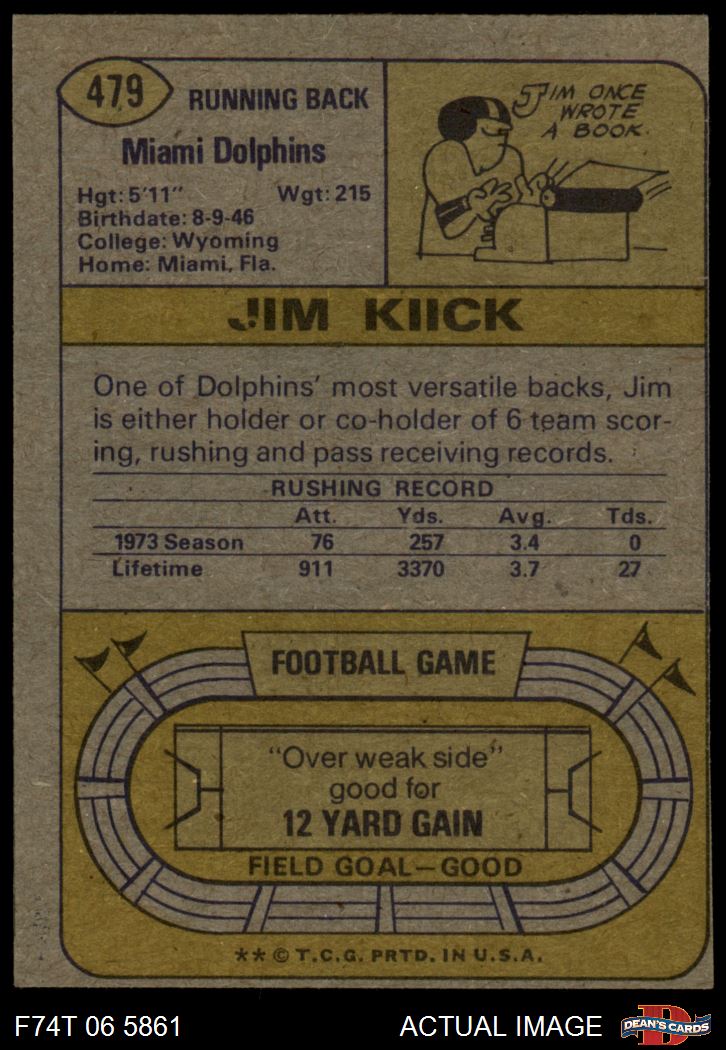 479
RUNNING BACK
Miami Dolphins
Hgt: 5'11" Wgt: 215
Birthdate: 8-9-46
College: Wyoming
Home: Miami, Fla.
JIM ONCE
WROTE
A BOOK.
JIM KIICK
One of Dolphins' most versatile backs, Jim
is either holder or co-holder of 6 team scor-
ing, rushing and pass receiving records.
RUSHING RECORD
Att. Yds. Avg. Tds.
1973 Season 76 257 3.4 0
Lifetime 911 3370 3.7 27
FOOTBALL GAME
"Over weak side"
good for
12 YARD GAIN
FIELD GOAL—GOOD
** © T.C.G. PRTD. IN U.S.A.
F74T 06 5861 ACTUAL IMAGE
D
DEAN'S CARDS